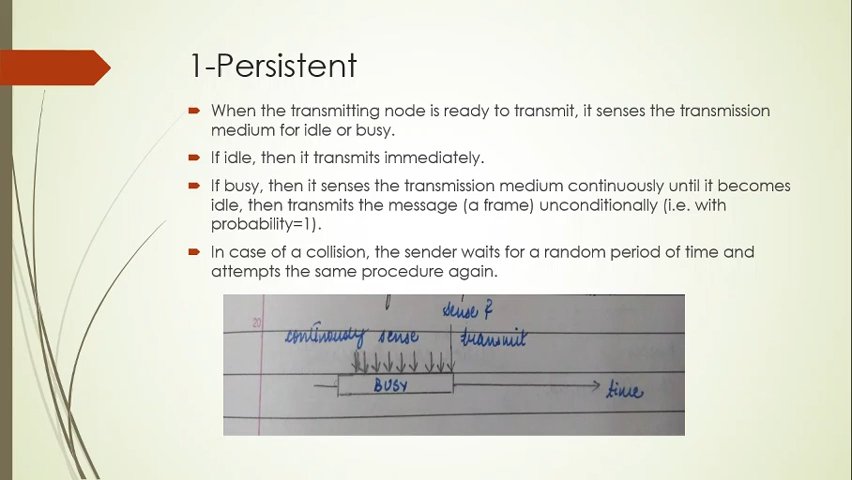 1-Persistent
When the transmitting node is ready to transmit, it senses the transmission
medium for idle or busy.
If idle, then it transmits immediately.
If busy, then it senses the transmission medium continuously until it becomes
idle, then transmits the message (a frame) unconditionally (i.e. with
probability=1).
In case of a collision, the sender waits for a random period of time and
attempts the same procedure again.
20
sense &
continuously sense transmit
BUSY
time